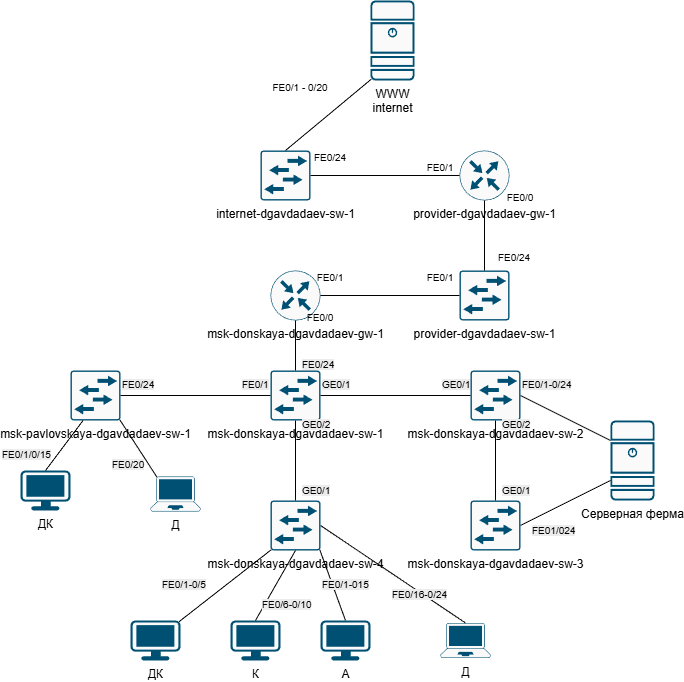 FE0/1 - 0/20
WWW
internet
FE0/24
FE0/1
internet-dgavdadaev-sw-1
provider-dgavdadaev-gw-1
FE0/0
FE0/24
FE0/1
FE0/1
FE0/0
msk-donskaya-dgavdadaev-gw-1
provider-dgavdadaev-sw-1
FE0/24
FE0/24
FE0/1
GE0/1
GE0/1
FE0/1-0/24
msk-pavlovskaya-dgavdadaev-sw-1
msk-donskaya-dgavdadaev-sw-1
msk-donskaya-dgavdadaev-sw-2
GE0/2
GE0/2
FE0/1/0/15
FE0/20
ДК
Д
GE0/1
GE0/1
Серверная ферма
FE01/024
msk-donskaya-dgavdadaev-sw-4
msk-donskaya-dgavdadaev-sw-3
FE0/1-0/5
FE0/6-0/10
FE0/1-015
FE0/16-0/24
ДК
К
А
Д